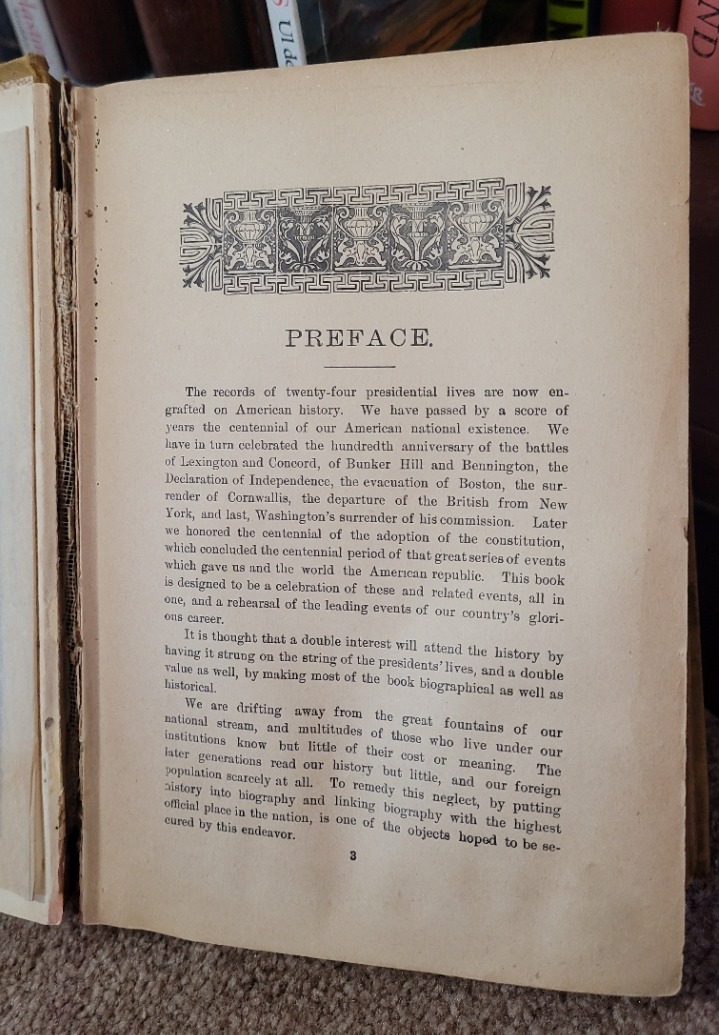 Ul de
ND
ER
PREFACE.
The records of twenty-four presidential lives are now en-
grafted on American history. We have passed by a score of
years the centennial of our American national existence. We
have in turn celebrated the hundredth anniversary of the battles
of Lexington and Concord, of Bunker Hill and Bennington, the
Declaration of Independence, the evacuation of Boston, the sur-
render of Cornwallis, the departure of the British from New
York, and last, Washington's surrender of his commission. Later
we honored the centennial of the adoption of the constitution,
which concluded the centennial period of that great series of events
which gave us and the world the American republic. This book
is designed to be a celebration of these and related events, all in
one, and a rehearsal of the leading events of our country's glori-
ous career.
It is thought that a double interest will attend the history by
having it strung on the string of the presidents' lives, and a double
value as well, by making most of the book biographical as well as
historical.
We are drifting away from the great fountains of our
national stream, and multitudes of those who live under our
institutions know but little of their cost or meaning. The
later generations read our history but little, and our foreign
population scarcely at all. To remedy this neglect, by putting
history into biography and linking biography with the highest
official place in the nation, is one of the objects hoped to be se-
cured by this endeavor.
3